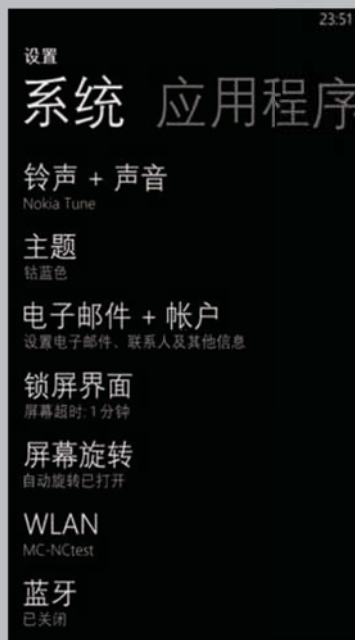 23:51
设置
系统 应用程序
铃声 + 声音
Nokia Tune
主题
钴蓝色
电子邮件 + 帐户
设置电子邮件、联系人及其他信息
锁屏界面
屏幕超时: 1 分钟
屏幕旋转
自动旋转已打开
WLAN
MC-NCtest
蓝牙
已关闭